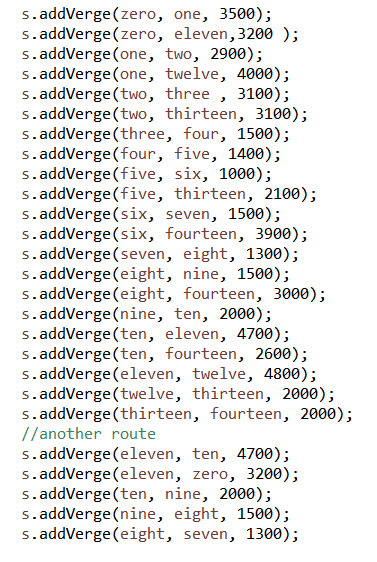 s.addVerge(zero, one, 3500);
s.addVerge(zero, eleven,3200 );
s.addVerge(one, two, 2900);
s.addVerge(one, twelve, 4000);
s.addVerge(two, three , 3100);
s.addVerge(two, thirteen, 3100);
s.addVerge(three, four, 1500);
s.addVerge(four, five, 1400);
s.addVerge(five, six, 1000);
s.addVerge(five, thirteen, 2100);
s.addVerge(six, seven, 1500);
s.addVerge(six, fourteen, 3900);
s.addVerge(seven, eight, 1300);
s.addVerge(eight, nine, 1500);
s.addVerge(eight, fourteen, 3000);
s.addVerge(nine, ten, 2000);
s.addVerge(ten, eleven, 4700);
s.addVerge(ten, fourteen, 2600);
s.addVerge(eleven, twelve, 4800);
s.addVerge(twelve, thirteen, 2000);
s.addVerge(thirteen, fourteen, 2000);
//another route
s.addVerge(eleven, ten, 4700);
s.addVerge(eleven, zero, 3200);
s.addVerge(ten, nine, 2000);
s.addVerge(nine, eight, 1500);
s.addVerge(eight, seven, 1300);